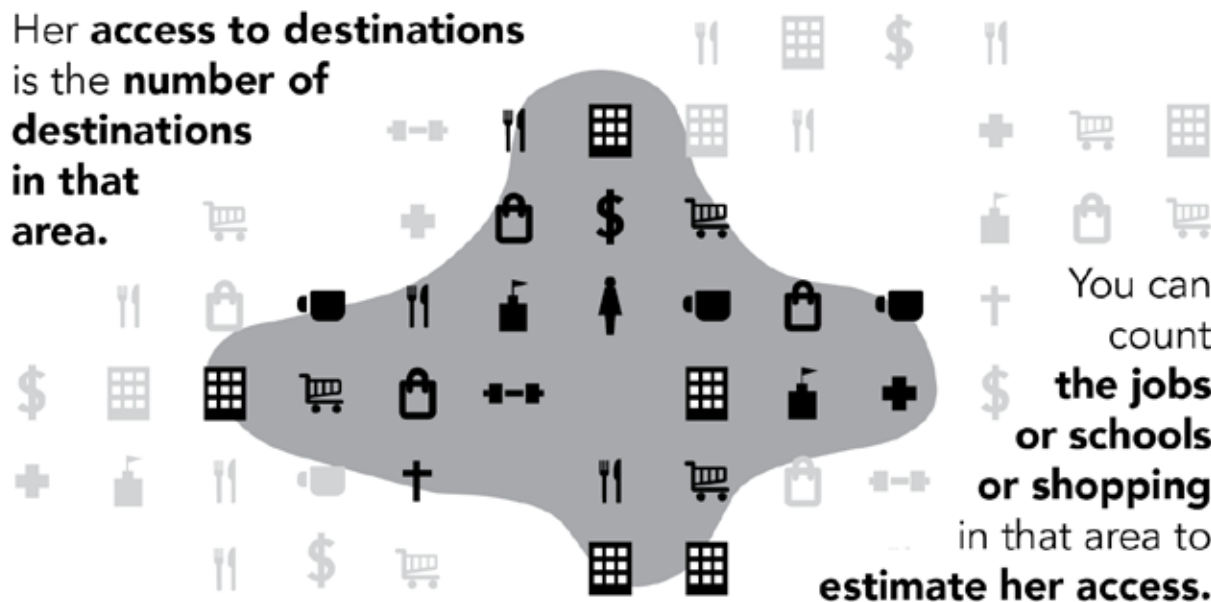 Her access to destinations
is the number of
destinations
in that
area.
You can
count
the jobs
or schools
or shopping
in that area to
estimate her access.